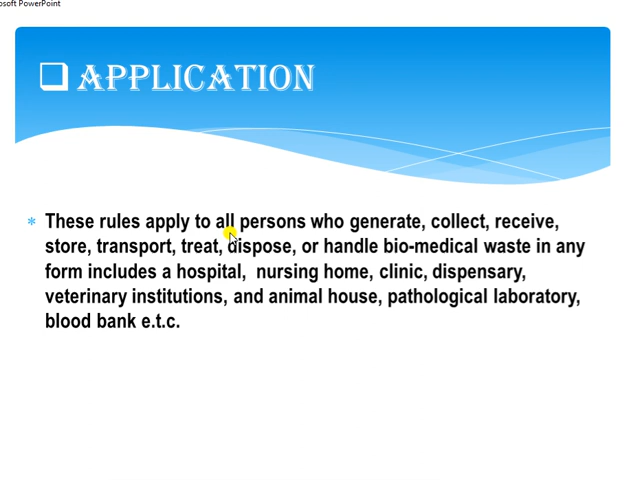 osoft PowerPoint
❑ APPLICATION
* These rules apply to all persons who generate, collect, receive,
store, transport, treat, dispose, or handle bio-medical waste in any
form includes a hospital, nursing home, clinic, dispensary,
veterinary institutions, and animal house, pathological laboratory,
blood bank e.t.c.